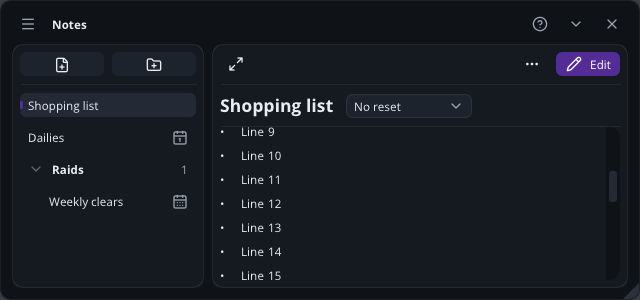 Notes
Shopping list
Dailies
Raids 1
Weekly clears
Edit
Shopping list No reset
• Line 9
• Line 10
• Line 11
• Line 12
• Line 13
• Line 14
• Line 15